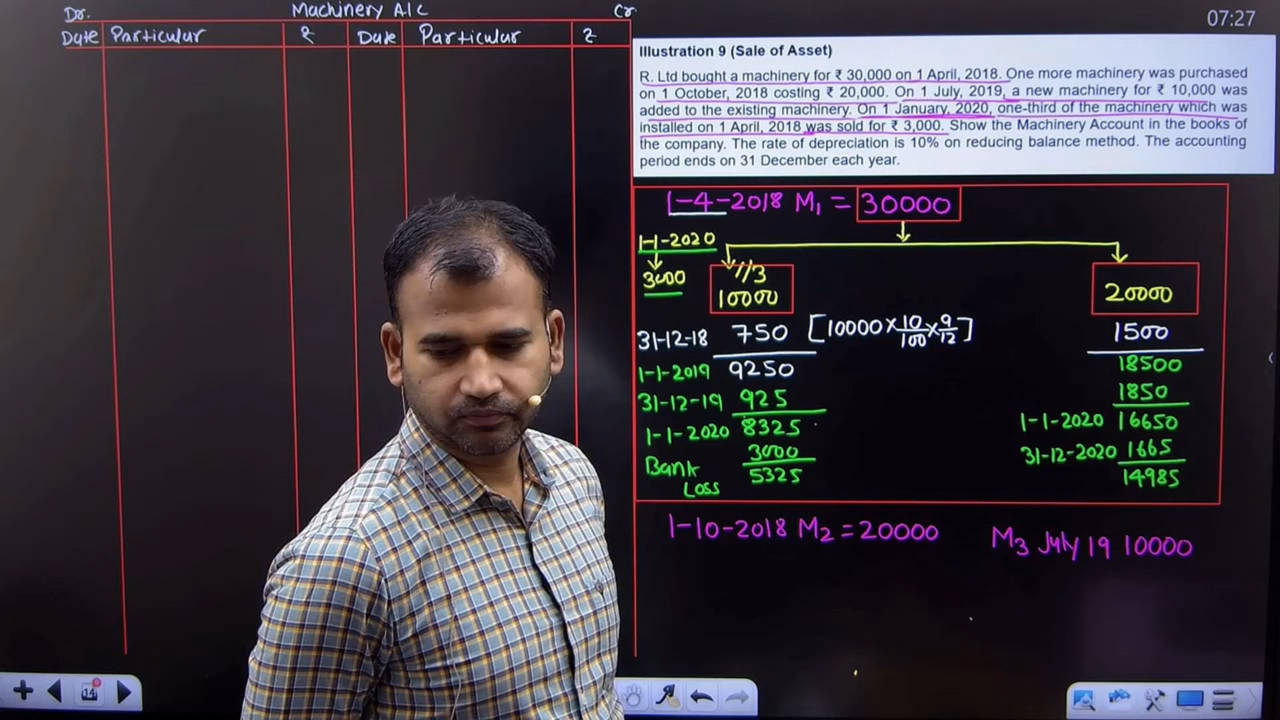 Dr. Machinery A/c Cr
Date Particular ₹ Date Particular ₹
07:27
Illustration 9 (Sale of Asset)
R. Ltd bought a machinery for ₹ 30,000 on 1 April, 2018. One more machinery was purchased
on 1 October, 2018 costing ₹ 20,000. On 1 July, 2019, a new machinery for ₹ 10,000 was
added to the existing machinery. On 1 January, 2020, one-third of the machinery which was
installed on 1 April, 2018 was sold for ₹ 3,000. Show the Machinery Account in the books of
the company. The rate of depreciation is 10% on reducing balance method. The accounting
period ends on 31 December each year.
1-4-2018 M1 = 30000
1-1-2020
3000
1/3
10000
20000
31-12-18 750 [10000 × 10/100 × 9/12] 1500
1-1-2019 9250 18500
31-12-19 925 1850
1-1-2020 8325 1-1-2020 16650
Bank 3000 31-12-2020 1665
Loss 5325 14985
1-10-2018 M2 = 20000 M3 July 19 10000
14